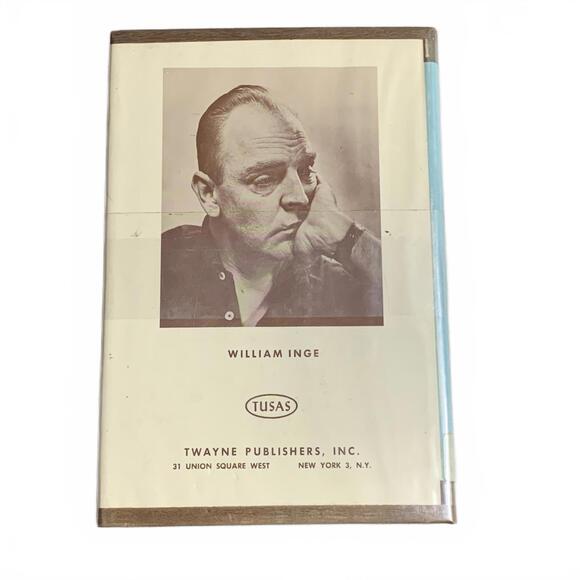 WILLIAM INGE
TUSAS
TWAYNE PUBLISHERS, INC.
31 UNION SQUARE WEST NEW YORK 3, N.Y.